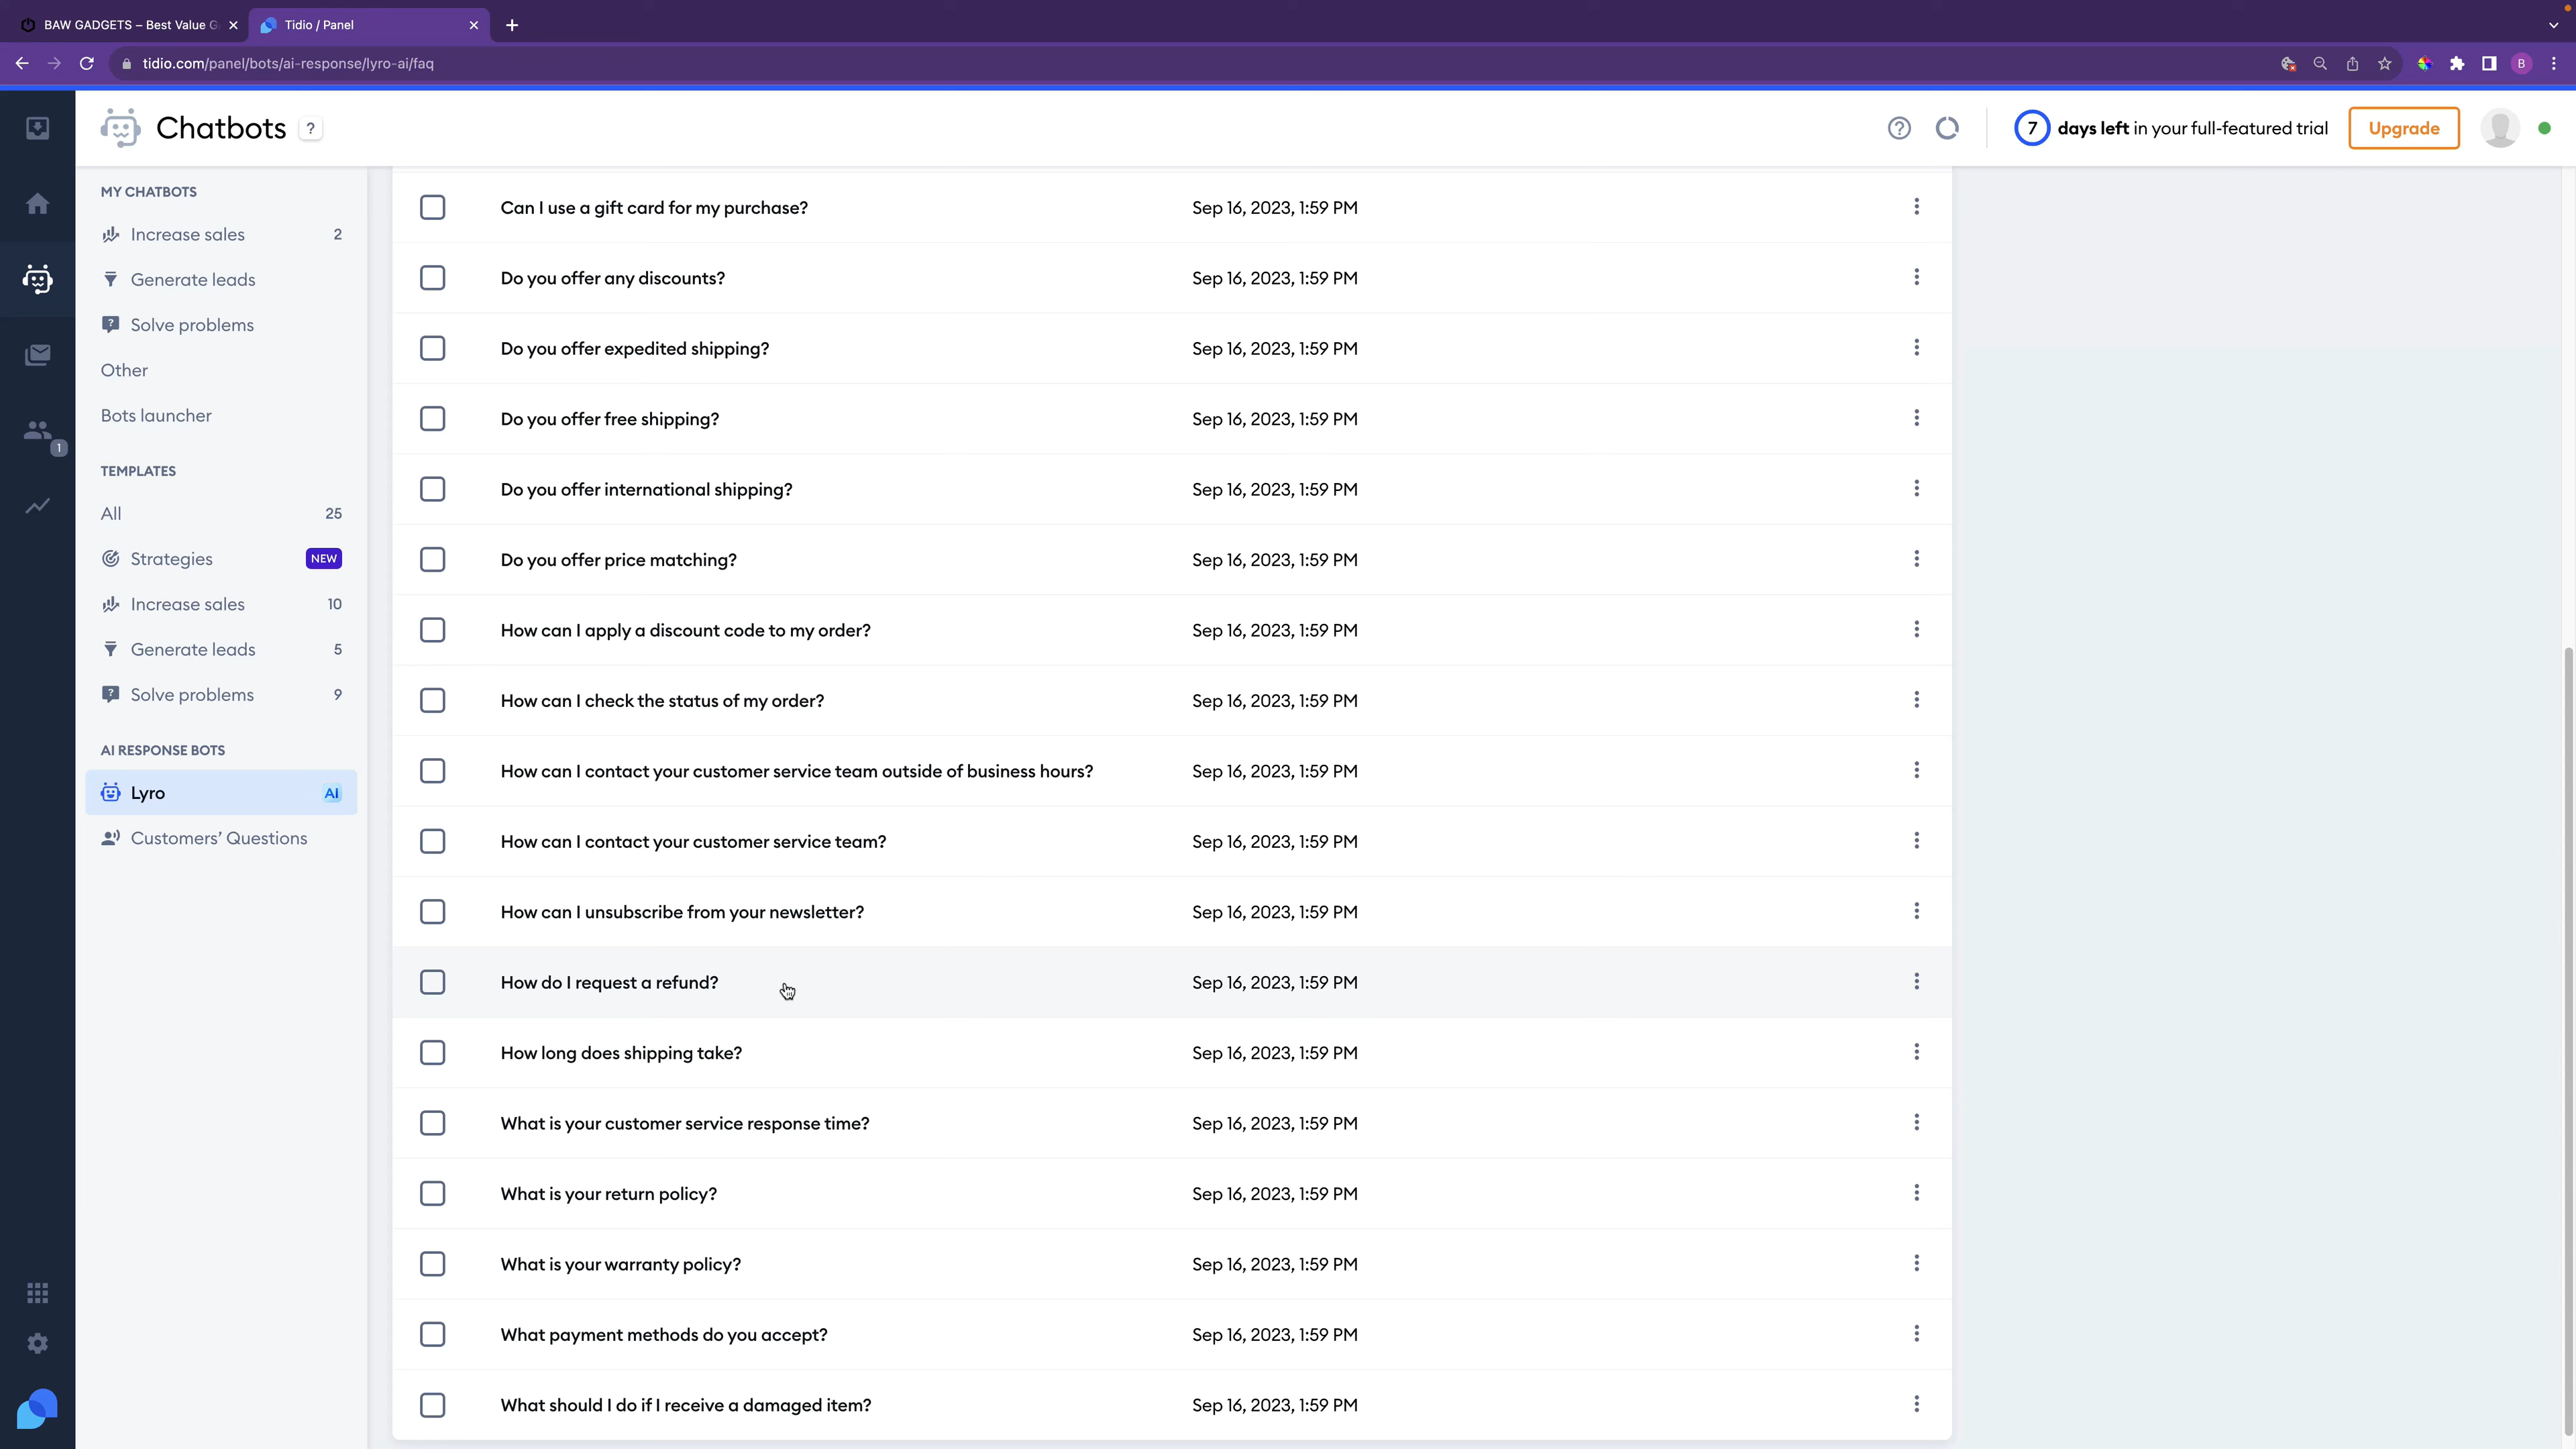 BAW GADGETS – Best Value G
Tidio / Panel
tidio.com/panel/bots/ai-response/lyro-ai/faq
B
Chatbots ?
7 days left in your full-featured trial
Upgrade
MY CHATBOTS
Increase sales 2
Generate leads
Solve problems
Other
Bots launcher
1
TEMPLATES
All 25
Strategies NEW
Increase sales 10
Generate leads 5
Solve problems 9
AI RESPONSE BOTS
Lyro AI
Customers’ Questions
Can I use a gift card for my purchase? Sep 16, 2023, 1:59 PM
Do you offer any discounts? Sep 16, 2023, 1:59 PM
Do you offer expedited shipping? Sep 16, 2023, 1:59 PM
Do you offer free shipping? Sep 16, 2023, 1:59 PM
Do you offer international shipping? Sep 16, 2023, 1:59 PM
Do you offer price matching? Sep 16, 2023, 1:59 PM
How can I apply a discount code to my order? Sep 16, 2023, 1:59 PM
How can I check the status of my order? Sep 16, 2023, 1:59 PM
How can I contact your customer service team outside of business hours? Sep 16, 2023, 1:59 PM
How can I contact your customer service team? Sep 16, 2023, 1:59 PM
How can I unsubscribe from your newsletter? Sep 16, 2023, 1:59 PM
How do I request a refund? Sep 16, 2023, 1:59 PM
How long does shipping take? Sep 16, 2023, 1:59 PM
What is your customer service response time? Sep 16, 2023, 1:59 PM
What is your return policy? Sep 16, 2023, 1:59 PM
What is your warranty policy? Sep 16, 2023, 1:59 PM
What payment methods do you accept? Sep 16, 2023, 1:59 PM
What should I do if I receive a damaged item? Sep 16, 2023, 1:59 PM